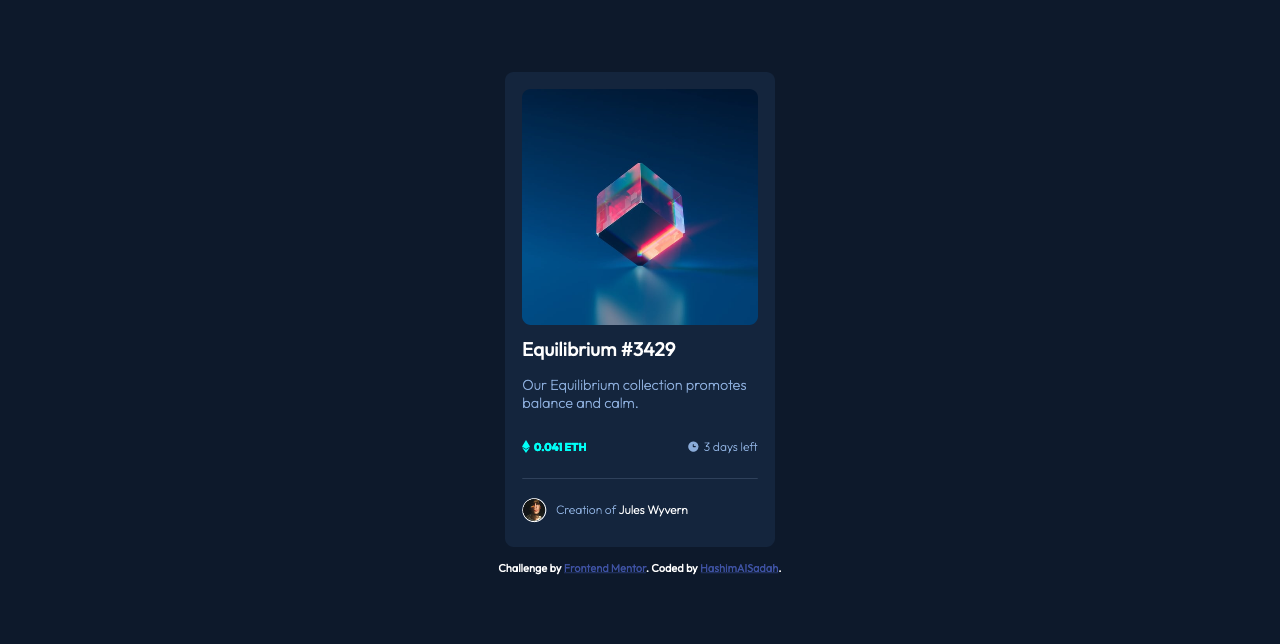 Equilibrium #3429
Our Equilibrium collection promotes
balance and calm.
0.041 ETH
3 days left
Creation of Jules Wyvern
Challenge by Frontend Mentor. Coded by HashimAlSadah.